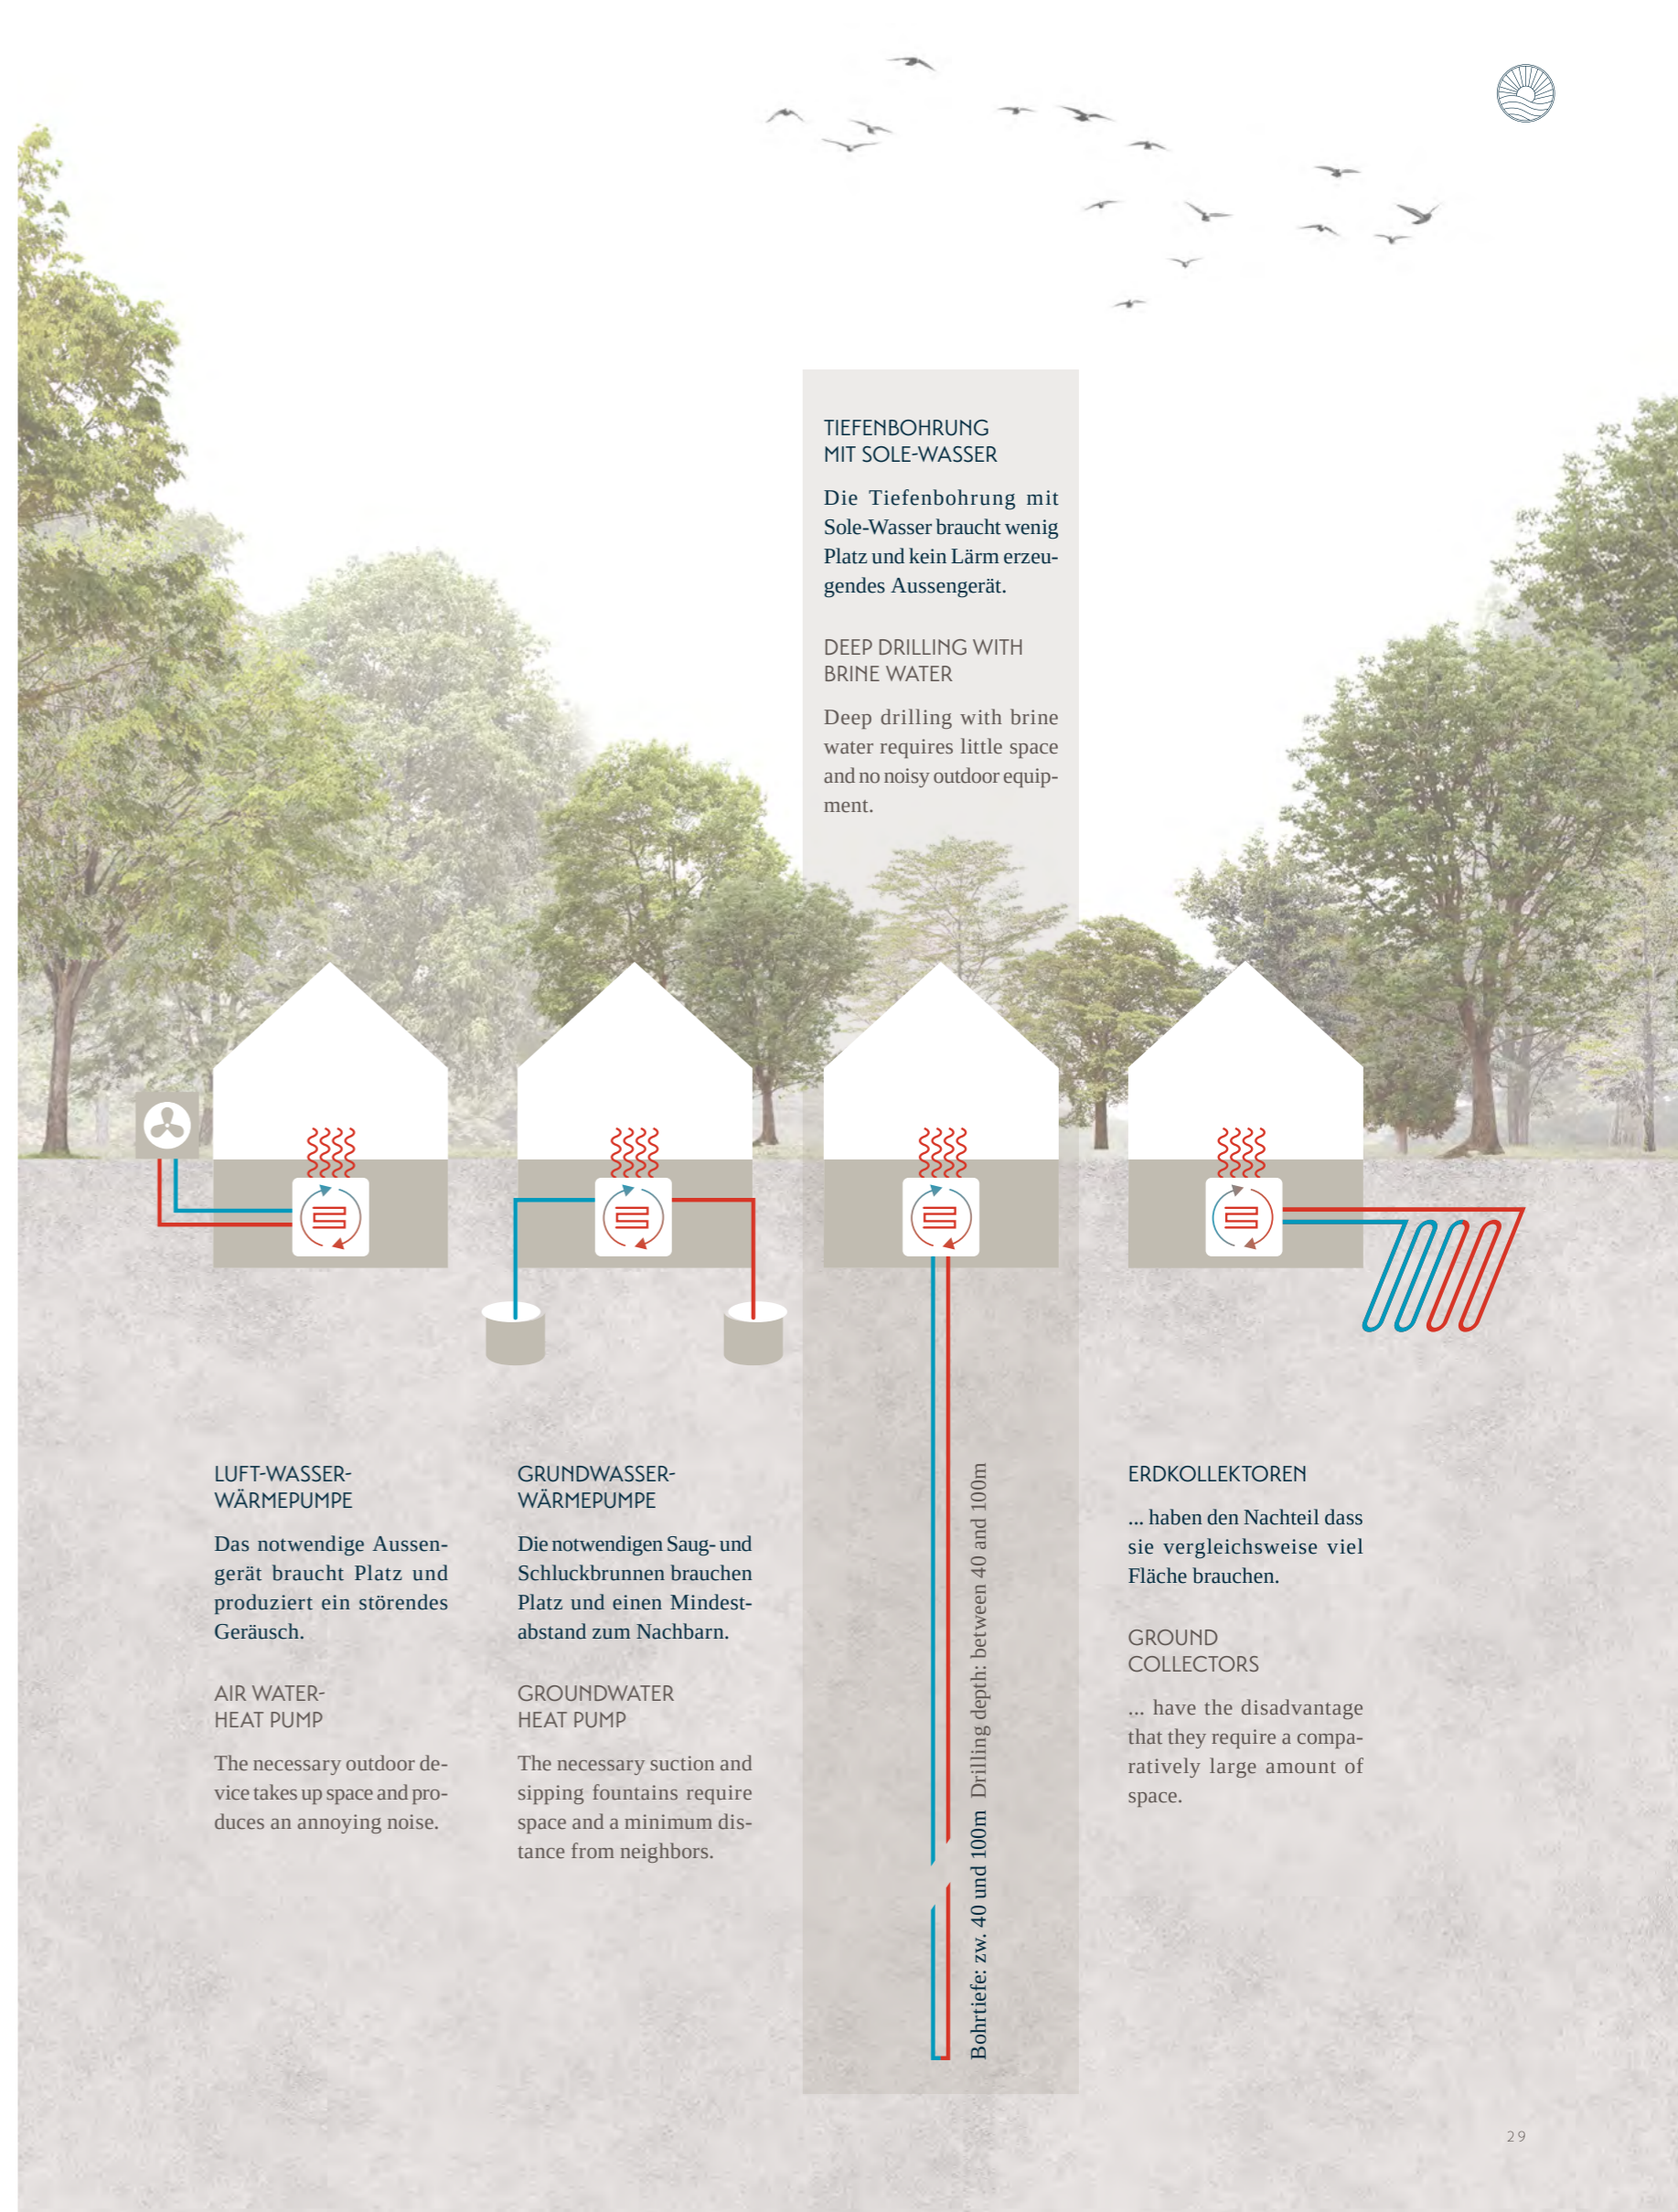 TIEFENBOHRUNG
MIT SOLE-WASSER
Die Tiefenbohrung mit
Sole-Wasser braucht wenig
Platz und kein Lärm erzeu-
gendes Aussengerät.
DEEP DRILLING WITH
BRINE WATER
Deep drilling with brine
water requires little space
and no noisy outdoor equip-
ment.
LUFT-WASSER-
WÄRMEPUMPE
Das notwendige Aussen-
gerät braucht Platz und
produziert ein störendes
Geräusch.
AIR WATER-
HEAT PUMP
The necessary outdoor de-
vice takes up space and pro-
duces an annoying noise.
GRUNDWASSER-
WÄRMEPUMPE
Die notwendigen Saug- und
Schluckbrunnen brauchen
Platz und einen Mindest-
abstand zum Nachbarn.
GROUNDWATER
HEAT PUMP
The necessary suction and
sipping fountains require
space and a minimum dis-
tance from neighbors.
Bohrtiefe: zw. 40 und 100m Drilling depth: between 40 and 100m
ERDKOLLEKTOREN
... haben den Nachteil dass
sie vergleichsweise viel
Fläche brauchen.
GROUND
COLLECTORS
... have the disadvantage
that they require a compa-
ratively large amount of
space.
29